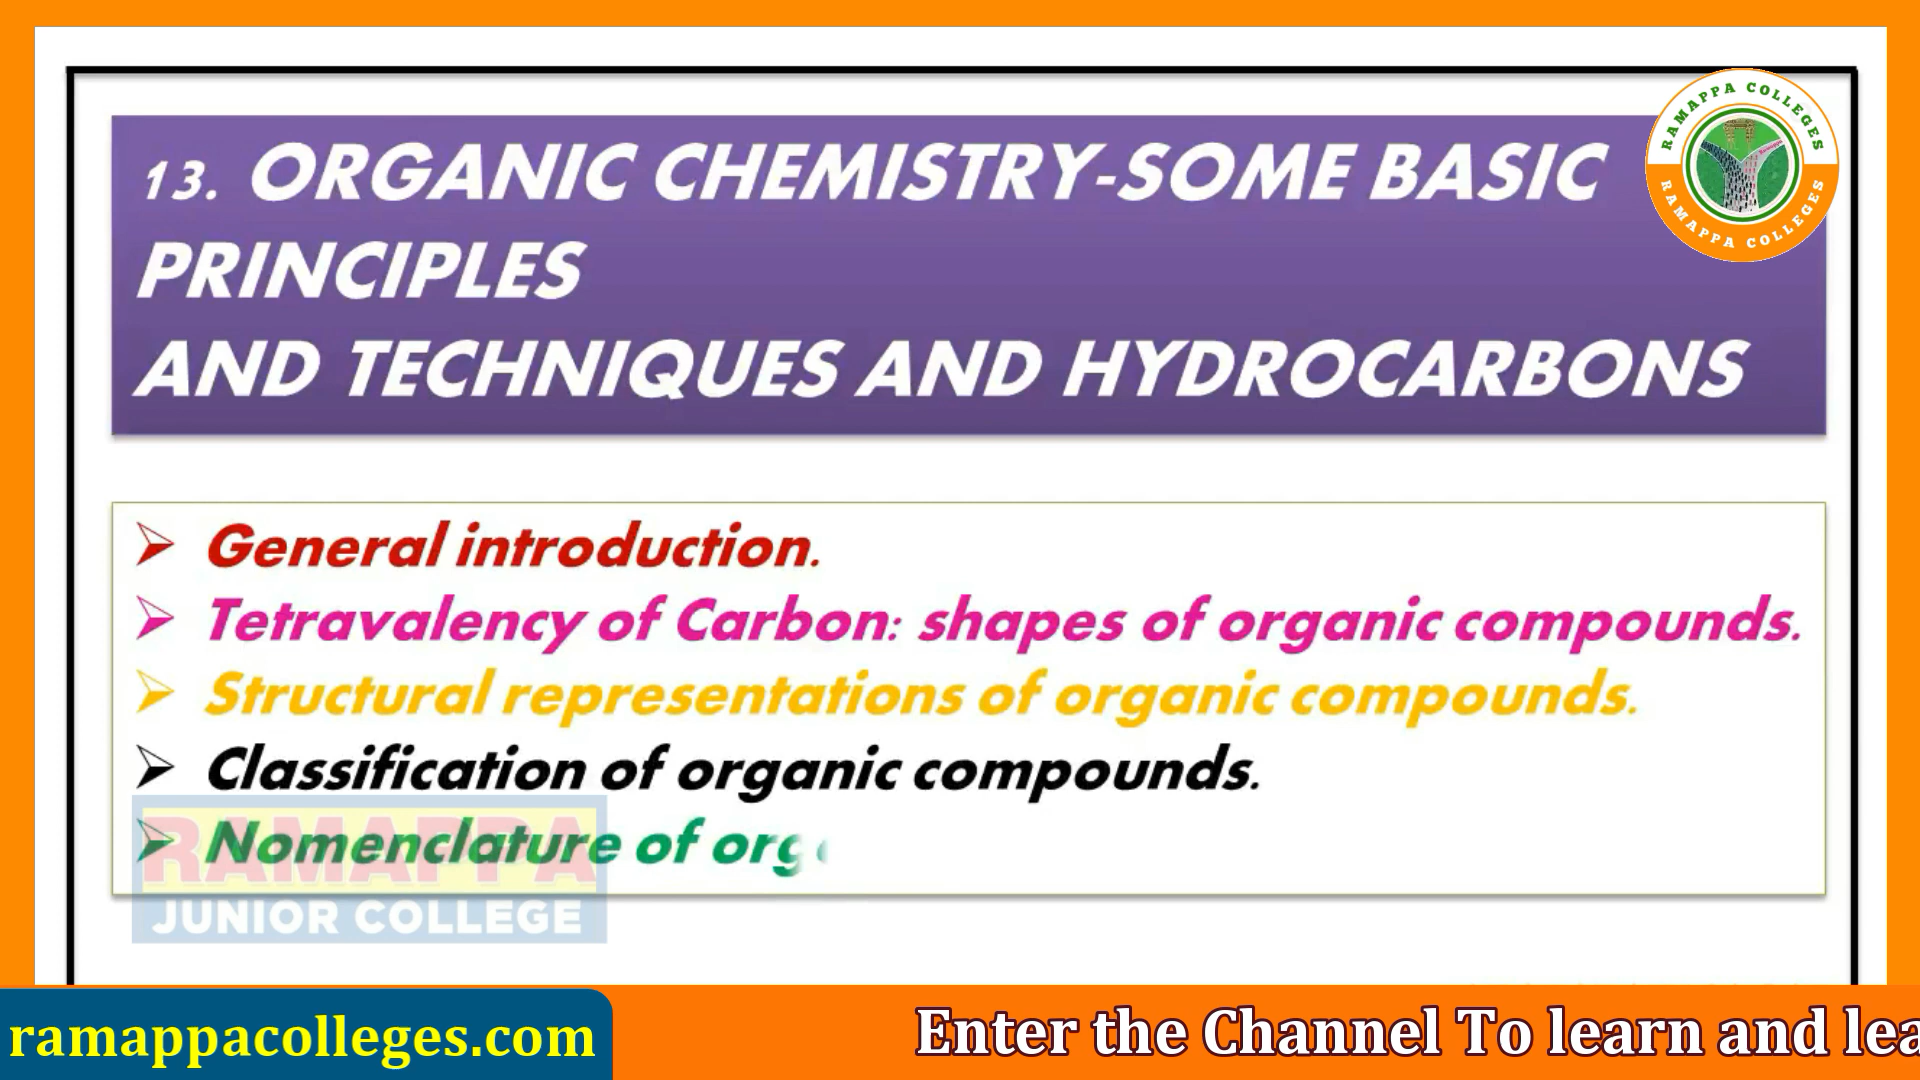 RAMAPPA COLLEGES
RAMAPPA COLLEGES
13. ORGANIC CHEMISTRY-SOME BASIC
PRINCIPLES
AND TECHNIQUES AND HYDROCARBONS
General introduction.
Tetravalency of Carbon: shapes of organic compounds.
Structural representations of organic compounds.
Classification of organic compounds.
Nomenclature of org
RAMAPPA
JUNIOR COLLEGE
ramappacolleges.com
Enter the Channel To learn and lea